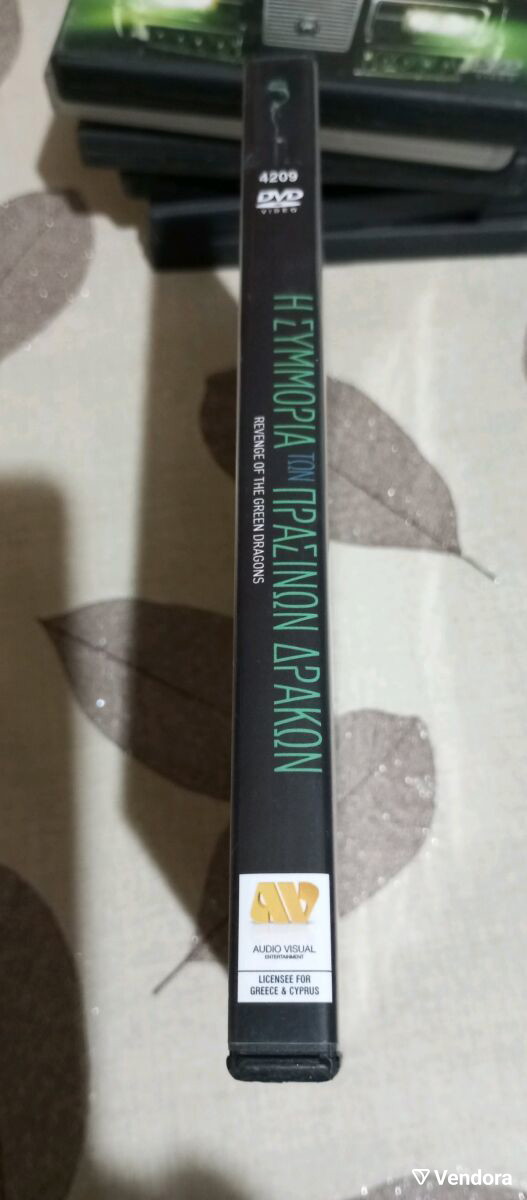 4209
DVD
VIDEO
Η ΣΥΜΜΟΡΙΑ ΤΩΝ ΠΡΑΣΙΝΩΝ ΔΡΑΚΩΝ
REVENGE OF THE GREEN DRAGONS
AV
AUDIO VISUAL
ENTERTAINMENT
LICENSEE FOR
GREECE & CYPRUS
Vendora